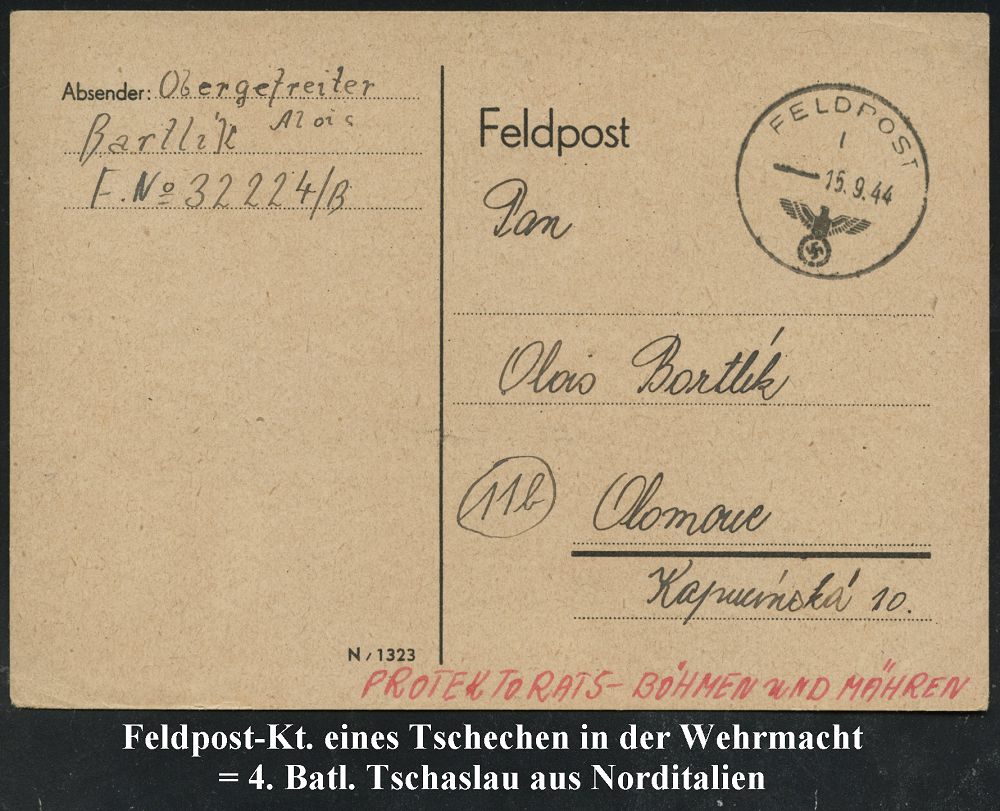 Absender: Obergefreiter
Bartlík Alois
F. No 32224/B
Feldpost
FELDPOST
15.9.44
Pan
Olois Bartlík
11b
Olomouc
Kapucínská 10.
N/1323
PROTEKTORATS-BÖHMEN UND MÄHREN
Feldpost-Kt. eines Tschechen in der Wehrmacht
= 4. Batl. Tschaslau aus Norditalien